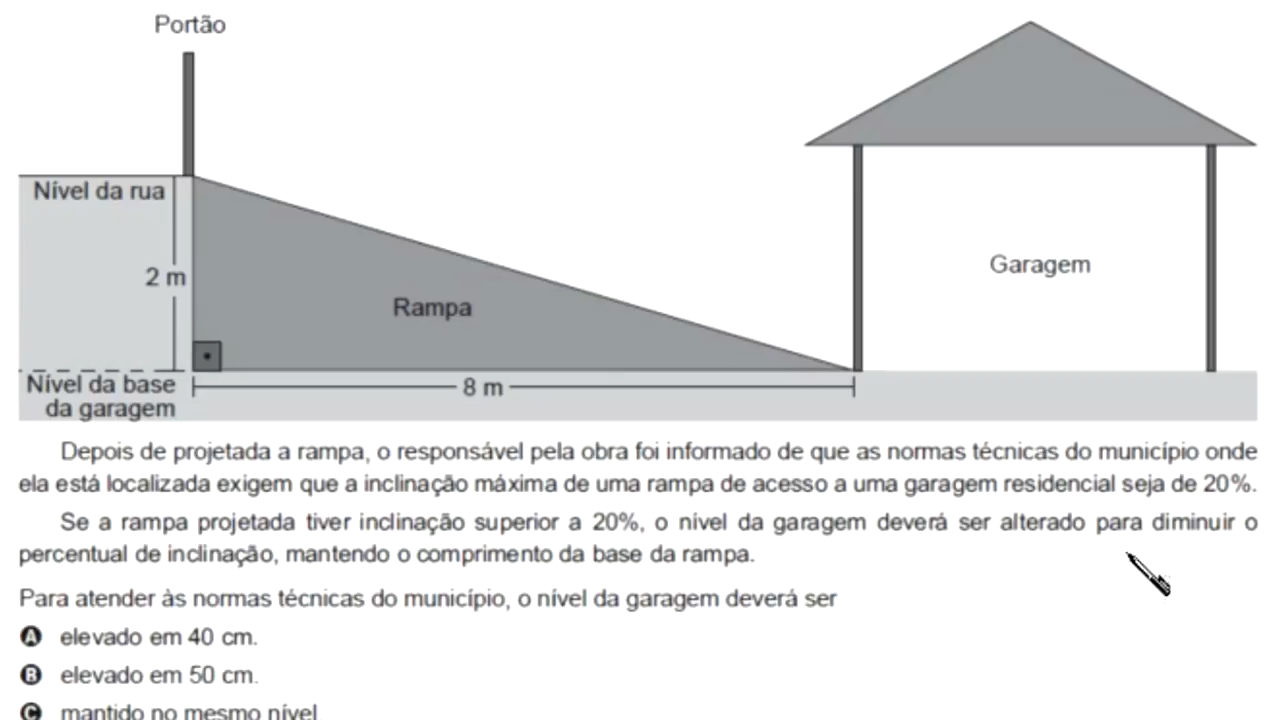 Portão
Nível da rua
2 m
Rampa
Garagem
Nível da base
da garagem
8 m
Depois de projetada a rampa, o responsável pela obra foi informado de que as normas técnicas do município onde
ela está localizada exigem que a inclinação máxima de uma rampa de acesso a uma garagem residencial seja de 20%.
Se a rampa projetada tiver inclinação superior a 20%, o nível da garagem deverá ser alterado para diminuir o
percentual de inclinação, mantendo o comprimento da base da rampa.
Para atender às normas técnicas do município, o nível da garagem deverá ser
A elevado em 40 cm.
B elevado em 50 cm.
C mantido no mesmo nível.